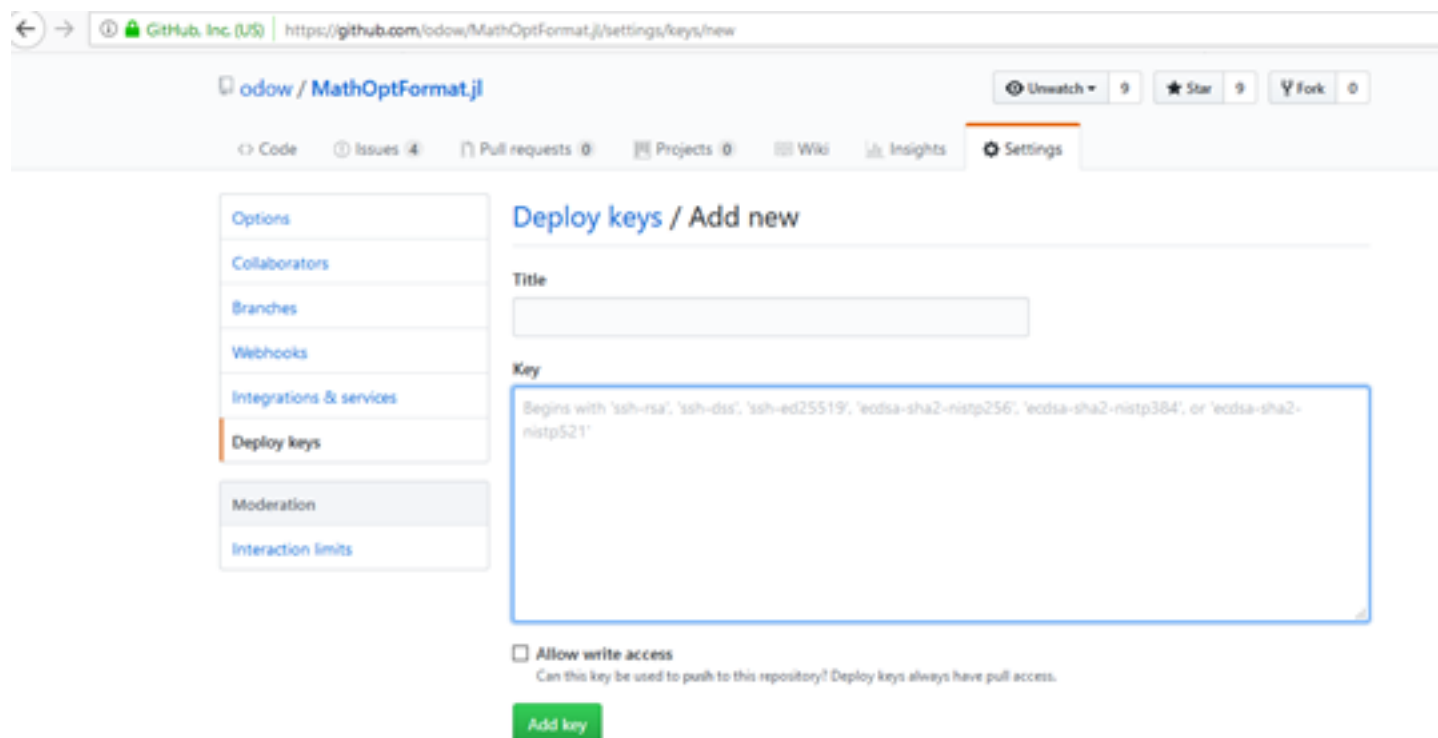 GitHub, Inc. (US) https://github.com/odow/MathOptFormat.jl/settings/keys/new
odow / MathOptFormat.jl
Unwatch 9 Star 9 Fork 0
Code Issues 4 Pull requests 0 Projects 0 Wiki Insights Settings
Options
Collaborators
Branches
Webhooks
Integrations & services
Deploy keys
Moderation
Interaction limits
Deploy keys / Add new
Title
Key
Begins with 'ssh-rsa', 'ssh-dss', 'ssh-ed25519', 'ecdsa-sha2-nistp256', 'ecdsa-sha2-nistp384', or 'ecdsa-sha2-
nistp521'
Allow write access
Can this key be used to push to this repository? Deploy keys always have pull access.
Add key